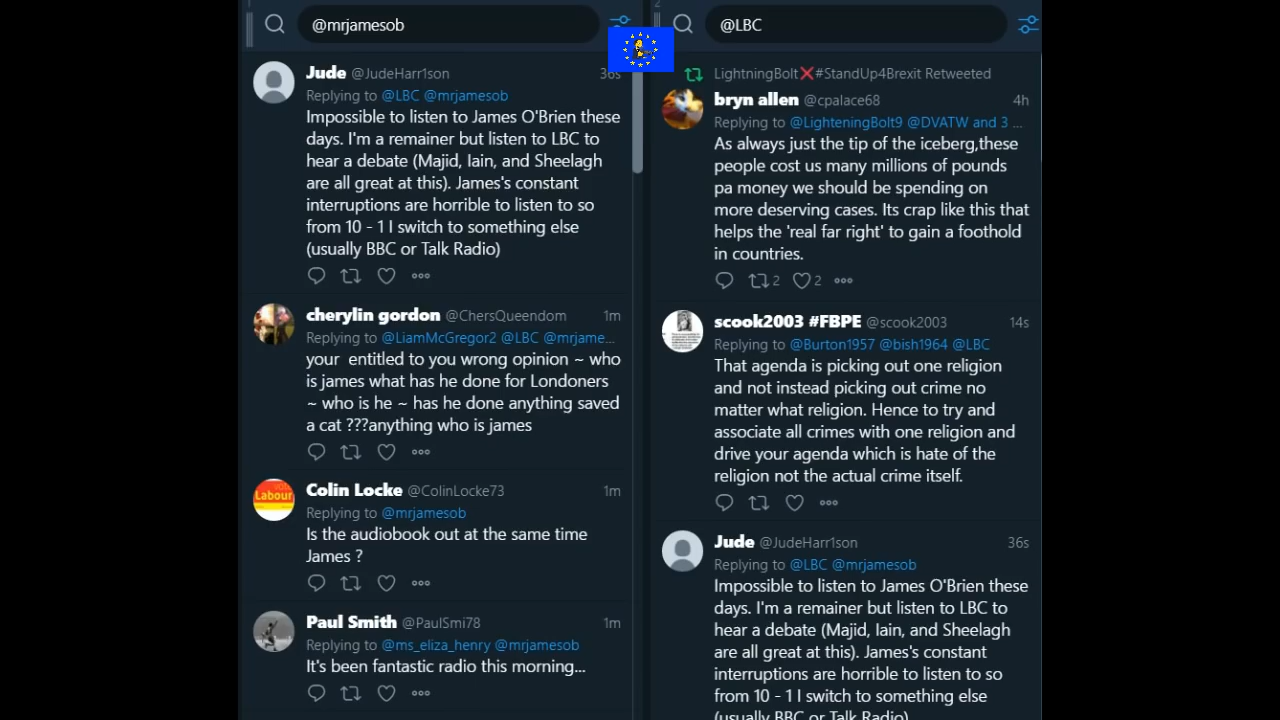 @mrjamesob
Jude @JudeHarr1son 36s
Replying to @LBC @mrjamesob
Impossible to listen to James O'Brien these
days. I'm a remainer but listen to LBC to
hear a debate (Majid, Iain, and Sheelagh
are all great at this). James's constant
interruptions are horrible to listen to so
from 10 - 1 I switch to something else
(usually BBC or Talk Radio)
cherylin gordon @ChersQueendom 1m
Replying to @LiamMcGregor2 @LBC @mrjame...
your  entitled to you wrong opinion ~ who
is james what has he done for Londoners
~ who is he ~ has he done anything saved
a cat ???anything who is james
Colin Locke @ColinLocke73 1m
Replying to @mrjamesob
Is the audiobook out at the same time
James ?
Paul Smith @PaulSmi78 1m
Replying to @ms_eliza_henry @mrjamesob
It's been fantastic radio this morning...
2
@LBC
LightningBolt❌#StandUp4Brexit Retweeted
bryn allen @cpalace68 4h
Replying to @LighteningBolt9 @DVATW and 3 ...
As always just the tip of the iceberg,these
people cost us many millions of pounds
pa money we should be spending on
more deserving cases. Its crap like this that
helps the 'real far right' to gain a foothold
in countries.
2 2
scook2003 #FBPE @scook2003 14s
Replying to @Burton1957 @bish1964 @LBC
That agenda is picking out one religion
and not instead picking out crime no
matter what religion. Hence to try and
associate all crimes with one religion and
drive your agenda which is hate of the
religion not the actual crime itself.
Jude @JudeHarr1son 36s
Replying to @LBC @mrjamesob
Impossible to listen to James O'Brien these
days. I'm a remainer but listen to LBC to
hear a debate (Majid, Iain, and Sheelagh
are all great at this). James's constant
interruptions are horrible to listen to so
from 10 - 1 I switch to something else
(usually BBC or Talk Radio)
Labour